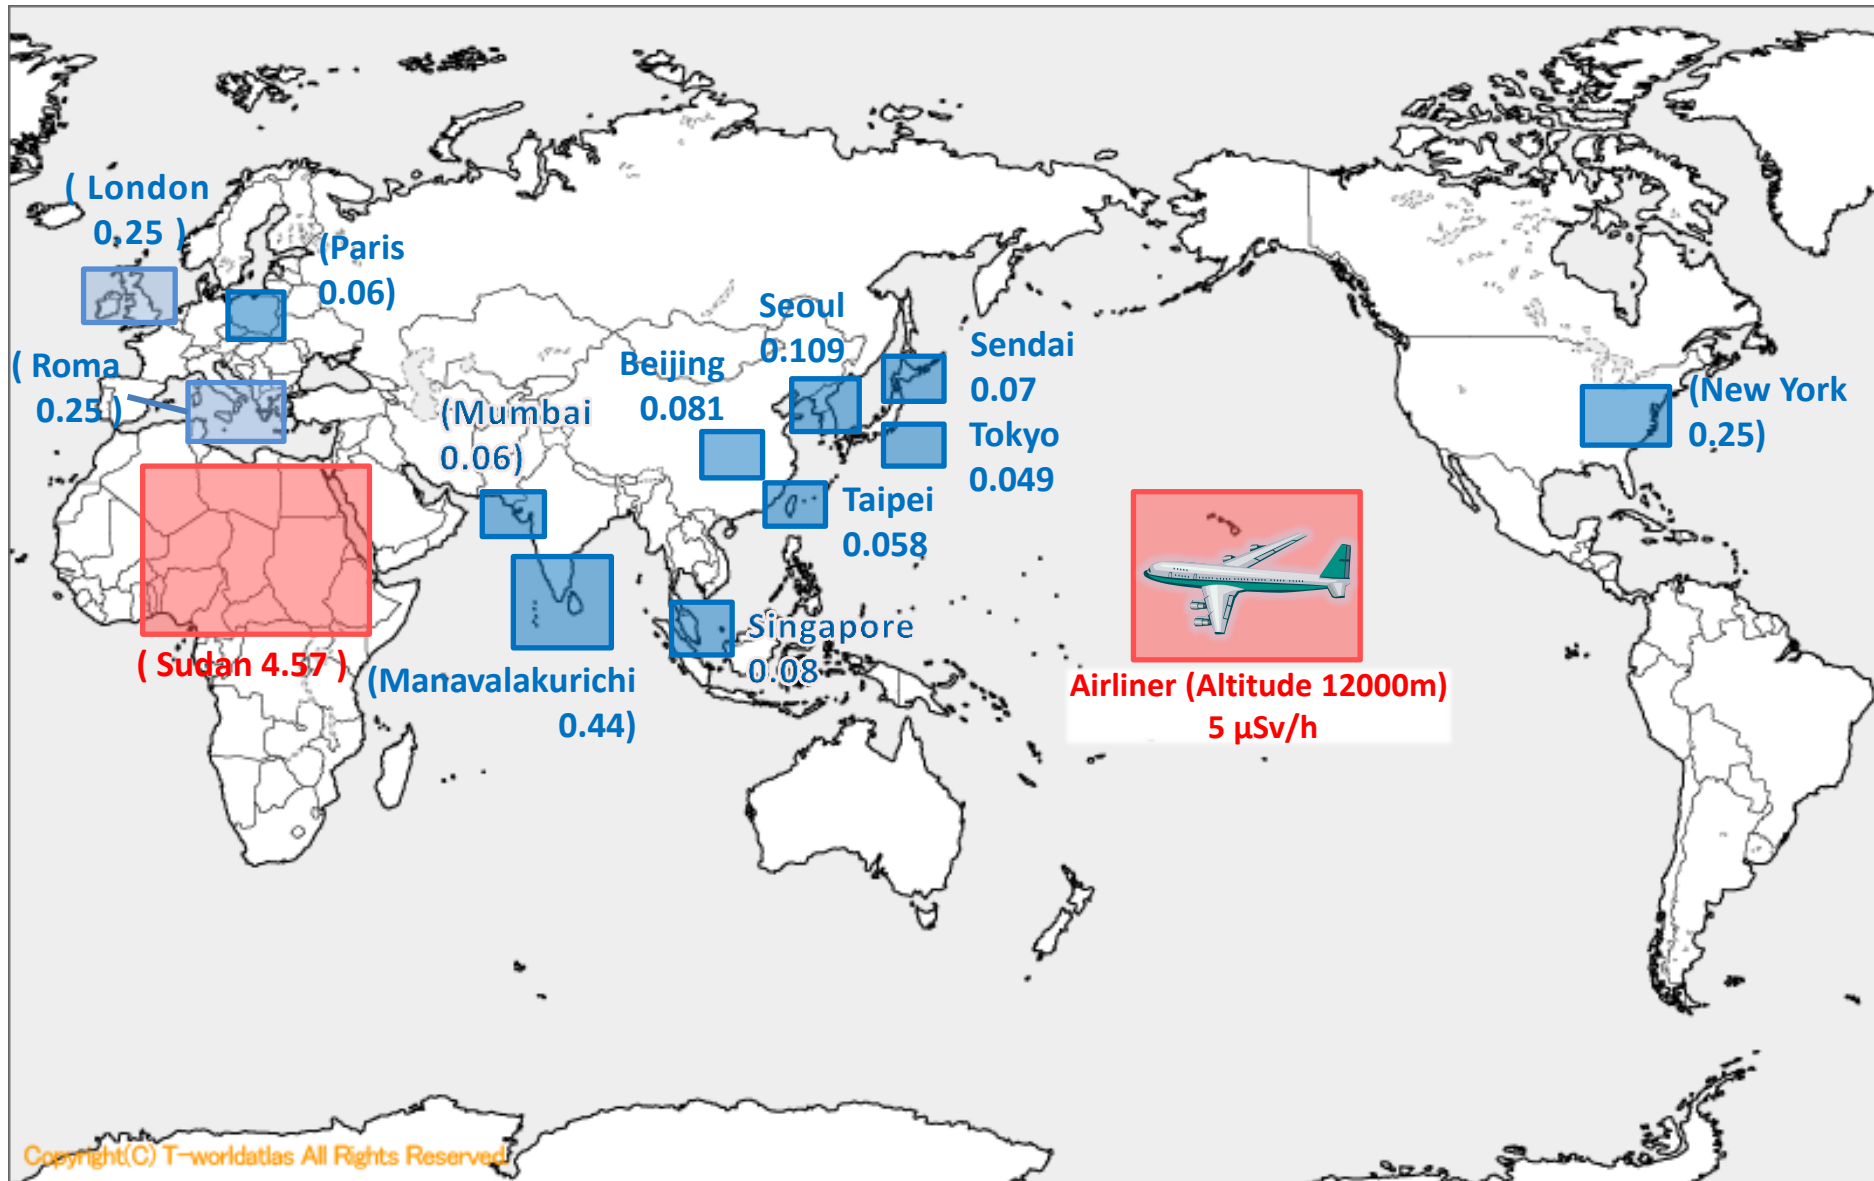 ( London
0.25 )
(Paris
0.06)
Seoul
0.109
Sendai
0.07
Beijing
0.081
( Roma
0.25 )
(Mumbai
0.06)
(New York
0.25)
Tokyo
0.049
Taipei
0.058
Singapore
0.08
( Sudan 4.57 )
(Manavalakurichi
0.44)
Airliner (Altitude 12000m)
5 μSv/h
Copyright(C) T-worldatlas All Rights Reserved